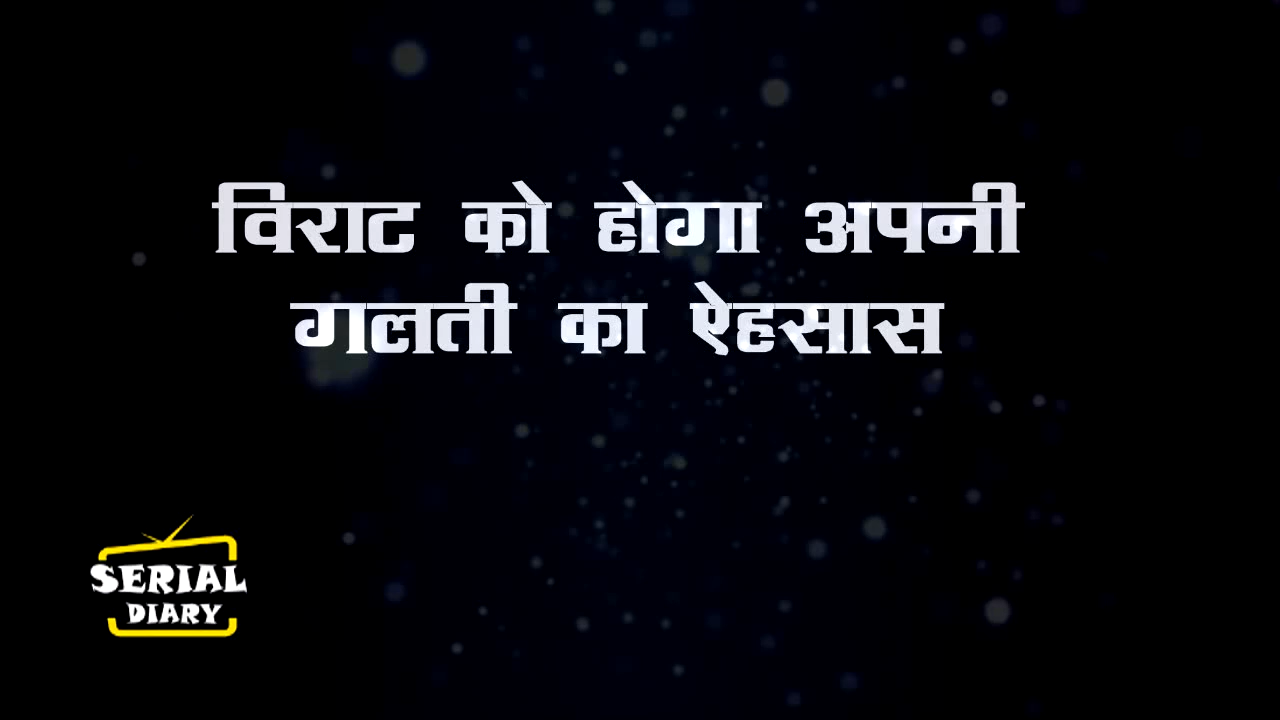 विराट को होगा अपनी
गलती का ऐहसास
SERIAL
DIARY